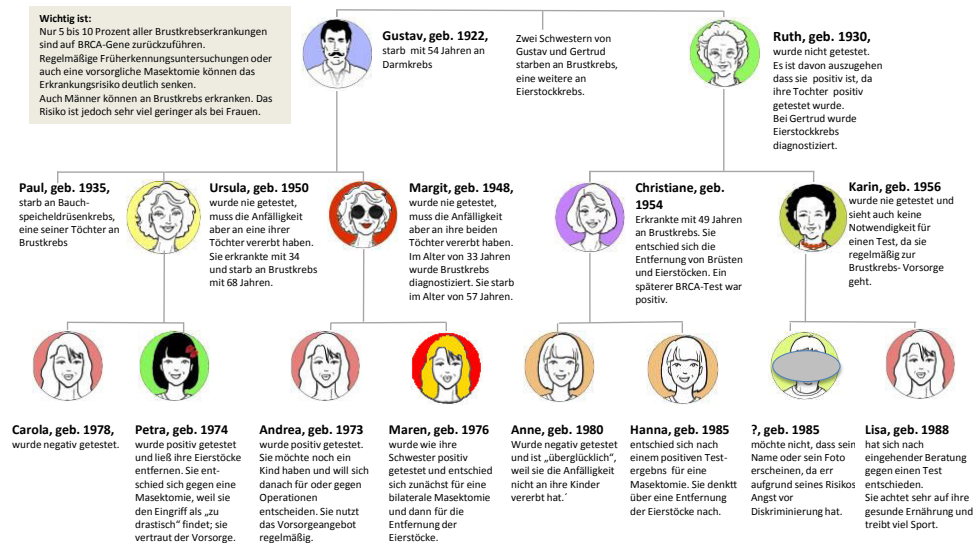 Wichtig ist:
Nur 5 bis 10 Prozent aller Brustkrebserkrankungen
sind auf BRCA-Gene zurückzuführen.
Regelmäßige Früherkennungsuntersuchungen oder
auch eine vorsorgliche Masektomie können das
Erkrankungsrisiko deutlich senken.
Auch Männer können an Brustkrebs erkranken. Das
Risiko ist jedoch sehr viel geringer als bei Frauen.
Gustav, geb. 1922,
starb mit 54 Jahren an
Darmkrebs
Zwei Schwestern von
Gustav und Gertrud
starben an Brustkrebs,
eine weitere an
Eierstockkrebs.
Ruth, geb. 1930,
wurde nicht getestet.
Es ist davon auszugehen
dass sie positiv ist, da
ihre Tochter positiv
getestet wurde.
Bei Gertrud wurde
Eierstockkrebs
diagnostiziert.
Paul, geb. 1935,
starb an Bauch-
speicheldrüsenkrebs,
eine seiner Töchter an
Brustkrebs
Ursula, geb. 1950
wurde nie getestet,
muss die Anfälligkeit
aber an eine ihrer
Töchter vererbt haben.
Sie erkrankte mit 34
und starb an Brustkrebs
mit 68 Jahren.
Margit, geb. 1948,
wurde nie getestet,
muss die Anfälligkeit
aber an ihre beiden
Töchter vererbt haben.
Im Alter von 33 Jahren
wurde Brustkrebs
diagnostiziert. Sie starb
im Alter von 57 Jahren.
Christiane, geb.
1954
Erkrankte mit 49 Jahren
an Brustkrebs. Sie
entschied sich die
Entfernung von Brüsten
und Eierstöcken. Ein
späterer BRCA-Test war
positiv.
Karin, geb. 1956
wurde nie getestet und
sieht auch keine
Notwendigkeit für
einen Test, da sie
regelmäßig zur
Brustkrebs- Vorsorge
geht.
Carola, geb. 1978,
wurde negativ getestet.
Petra, geb. 1974
wurde positiv getestet
und ließ ihre Eierstöcke
entfernen. Sie ent-
schied sich gegen eine
Masektomie, weil sie
den Eingriff als „zu
drastisch“ findet; sie
vertraut der Vorsorge.
Andrea, geb. 1973
wurde positiv getestet.
Sie möchte noch ein
Kind haben und will sich
danach für oder gegen
Operationen
entscheiden. Sie nutzt
das Vorsorgeangebot
regelmäßig.
Maren, geb. 1976
wurde wie ihre
Schwester positiv
getestet und entschied
sich zunächst für eine
bilaterale Masektomie
und dann für die
Entfernung der
Eierstöcke.
Anne, geb. 1980
Wurde negativ getestet
und ist „überglücklich“,
weil sie die Anfälligkeit
nicht an ihre Kinder
vererbt hat.´
Hanna, geb. 1985
entschied sich nach
einem positiven Test-
ergebns für eine
Masektomie. Sie denktt
über eine Entfernung
der Eierstöcke nach.
?, geb. 1985
möchte nicht, dass sein
Name oder sein Foto
erscheinen, da err
aufgrund seines Risikos
Angst vor
Diskriminierung hat.
Lisa, geb. 1988
hat sich nach
eingehender Beratung
gegen einen Test
entschieden.
Sie achtet sehr auf ihre
gesunde Ernährung und
treibt viel Sport.